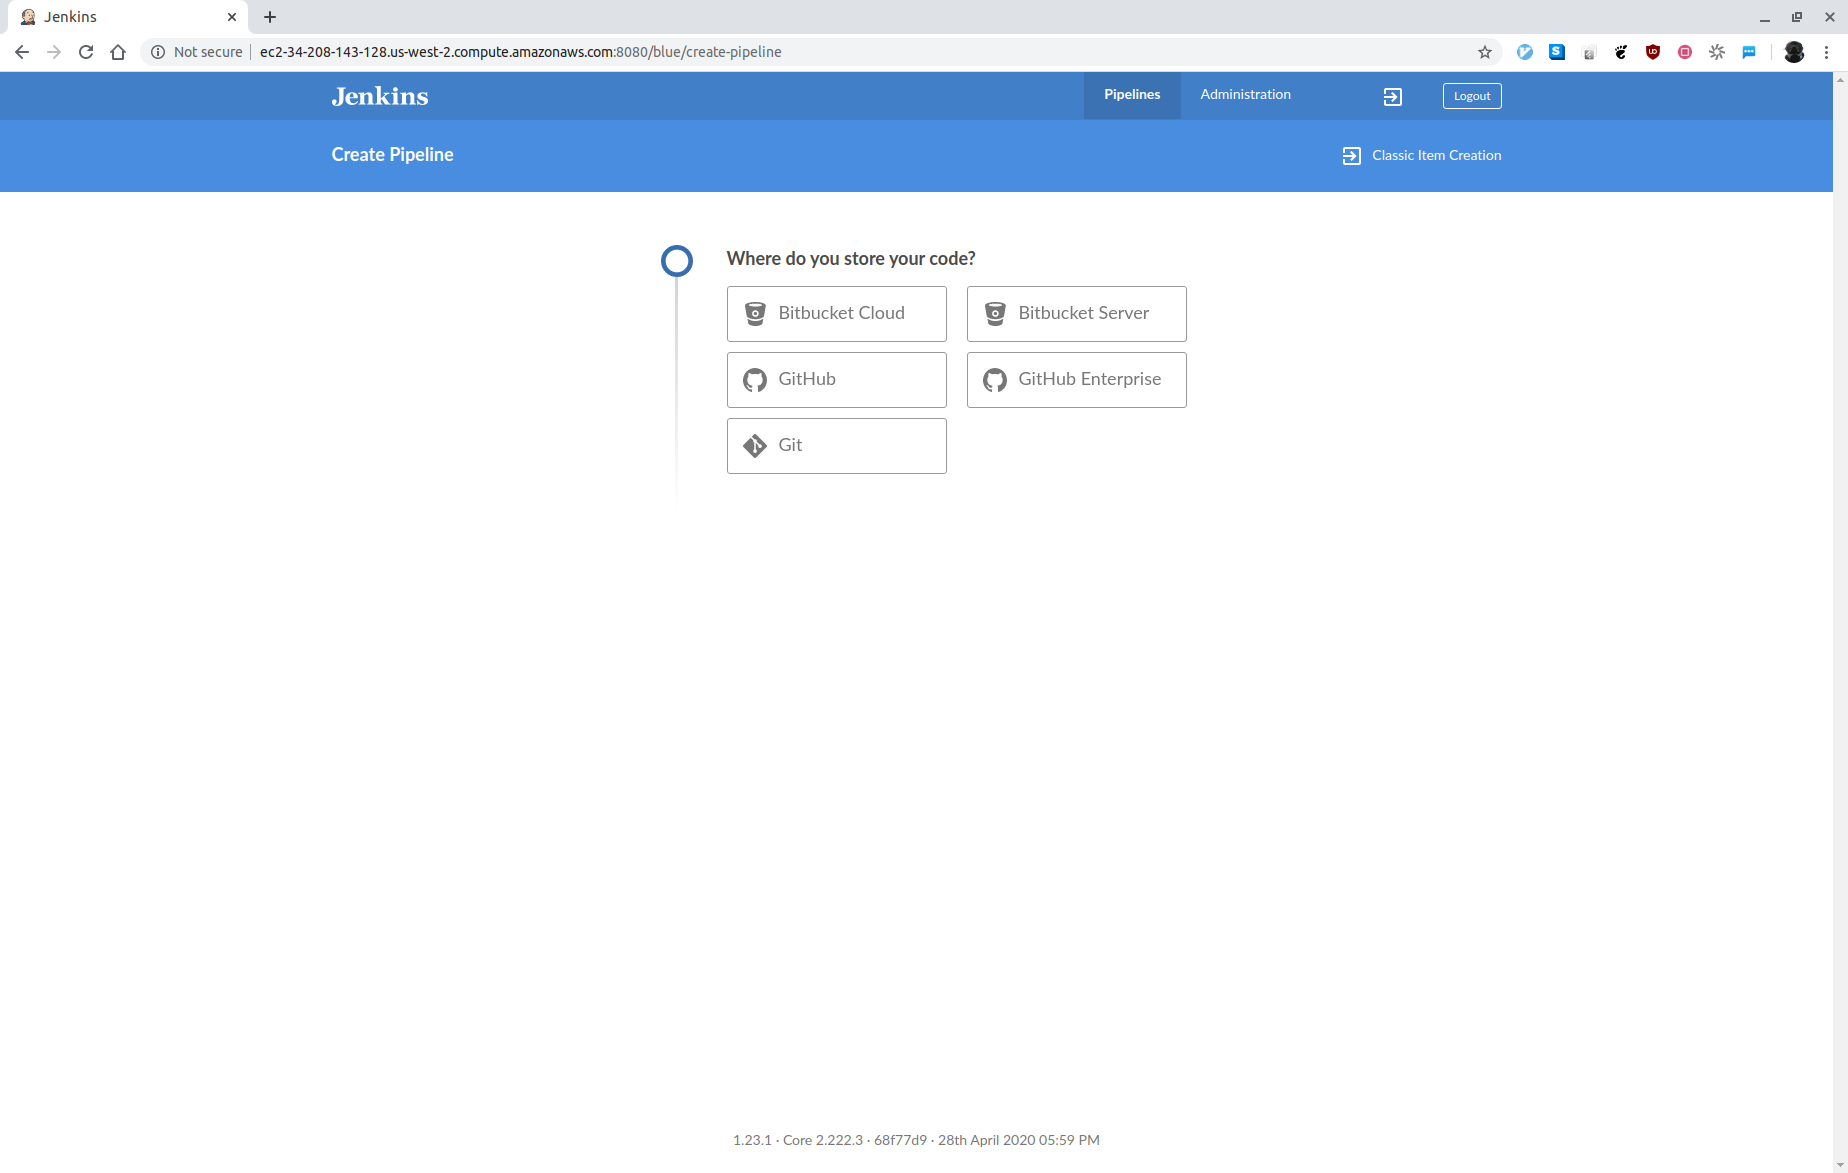 Jenkins
Not secure ec2-34-208-143-128.us-west-2.compute.amazonaws.com:8080/blue/create-pipeline
Jenkins Pipelines Administration Logout
Create Pipeline Classic Item Creation
Where do you store your code?
Bitbucket Cloud Bitbucket Server
GitHub GitHub Enterprise
Git
1.23.1 · Core 2.222.3 · 68f77d9 · 28th April 2020 05:59 PM